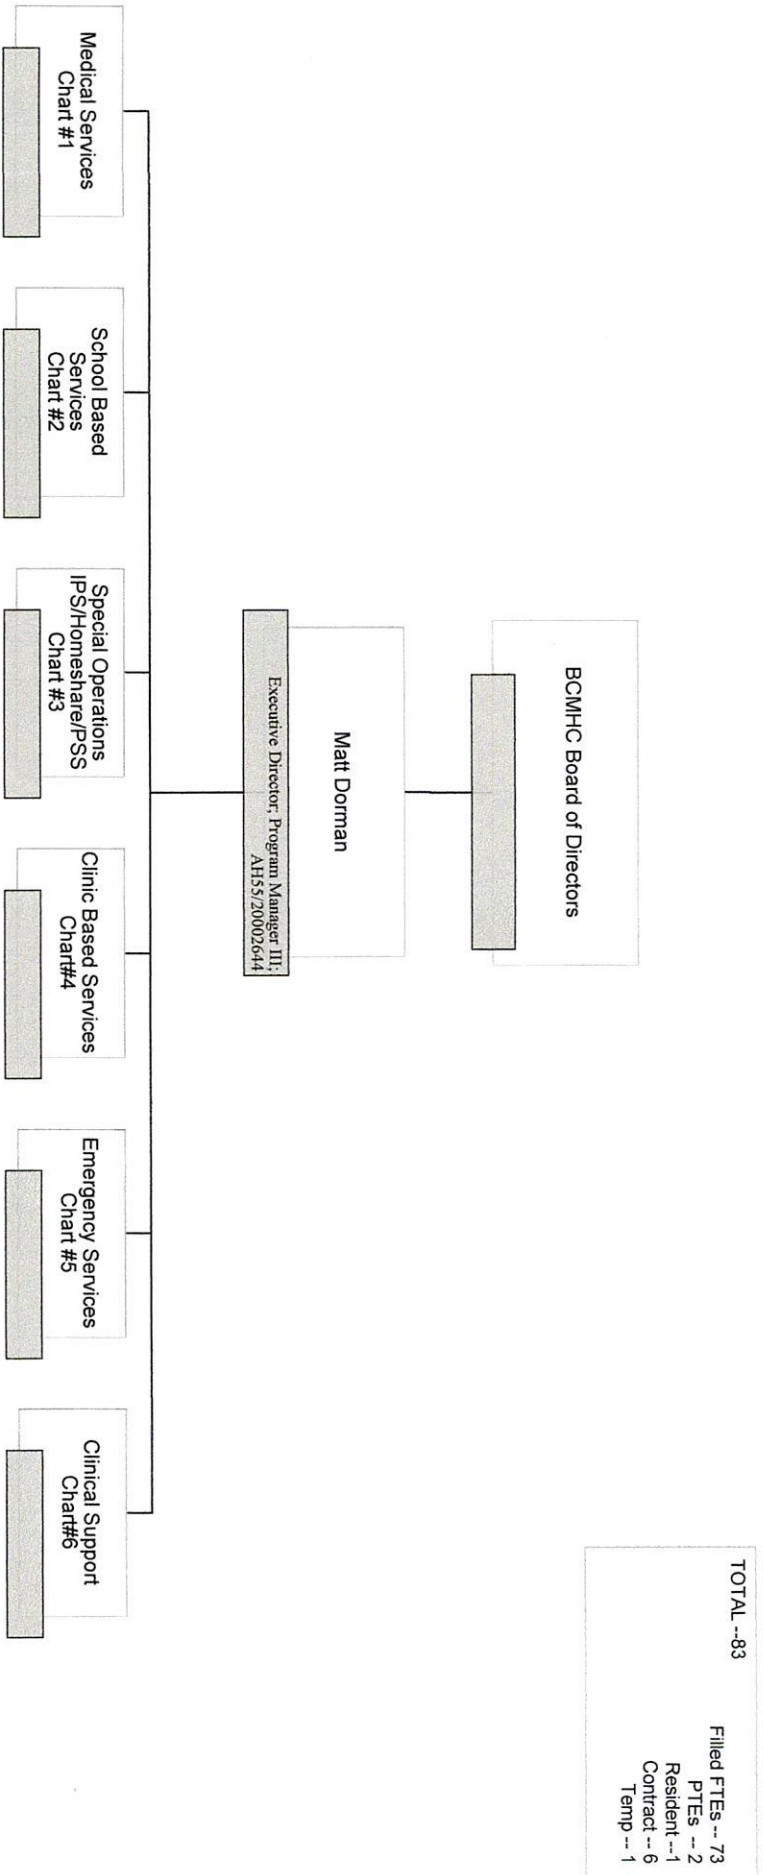 TOTAL --83
Filled FTEs -- 73
PTEs -- 2
Resident --1
Contract -- 6
Temp -- 1
BCMHC Board of Directors
Matt Dorman
Executive Director; Program Manager III;
AH55/20002644
Medical Services
Chart #1
School Based
Services
Chart #2
Special Operations
IPS/Homeshare/PSS
Chart #3
Clinic Based Services
Chart#4
Emergency Services
Chart #5
Clinical Support
Chart#6